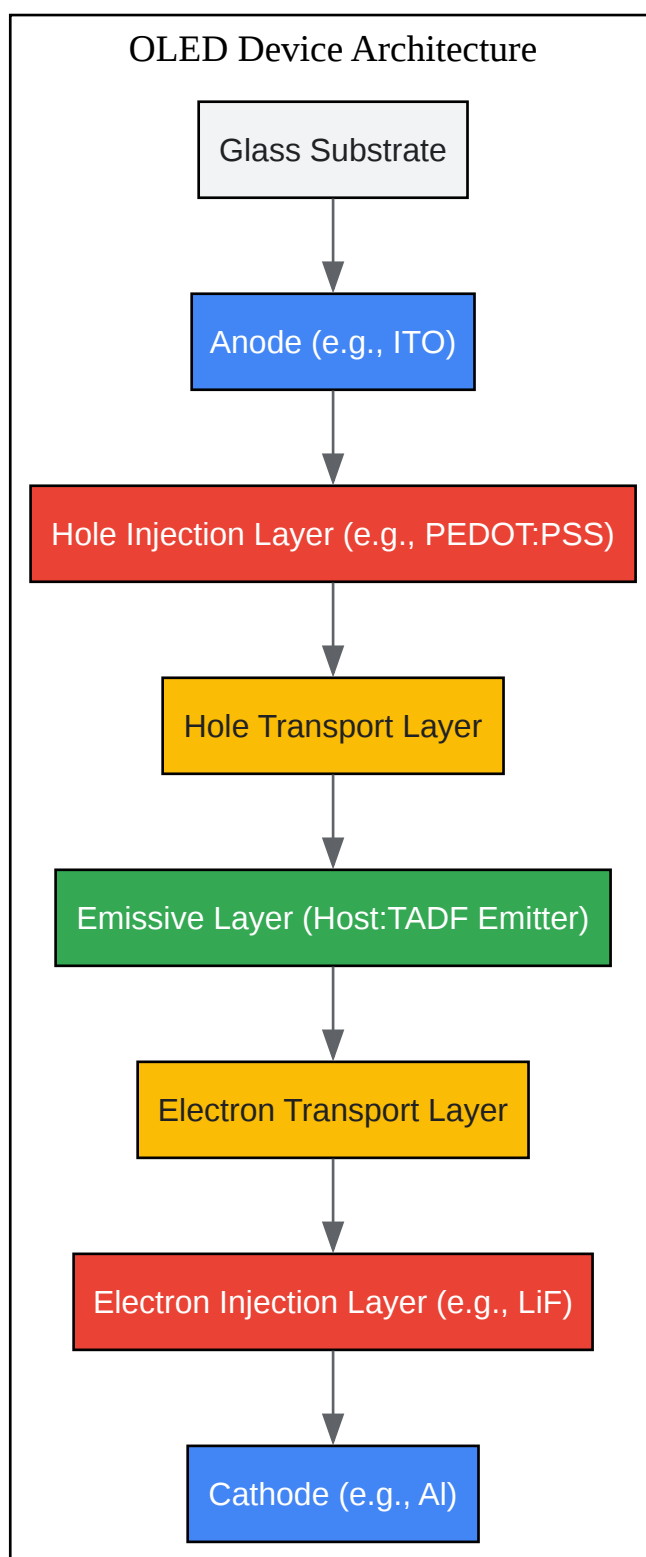 OLED Device Architecture
Glass Substrate
Anode (e.g., ITO)
Hole Injection Layer (e.g., PEDOT:PSS)
Hole Transport Layer
Emissive Layer (Host:TADF Emitter)
Electron Transport Layer
Electron Injection Layer (e.g., LiF)
Cathode (e.g., Al)